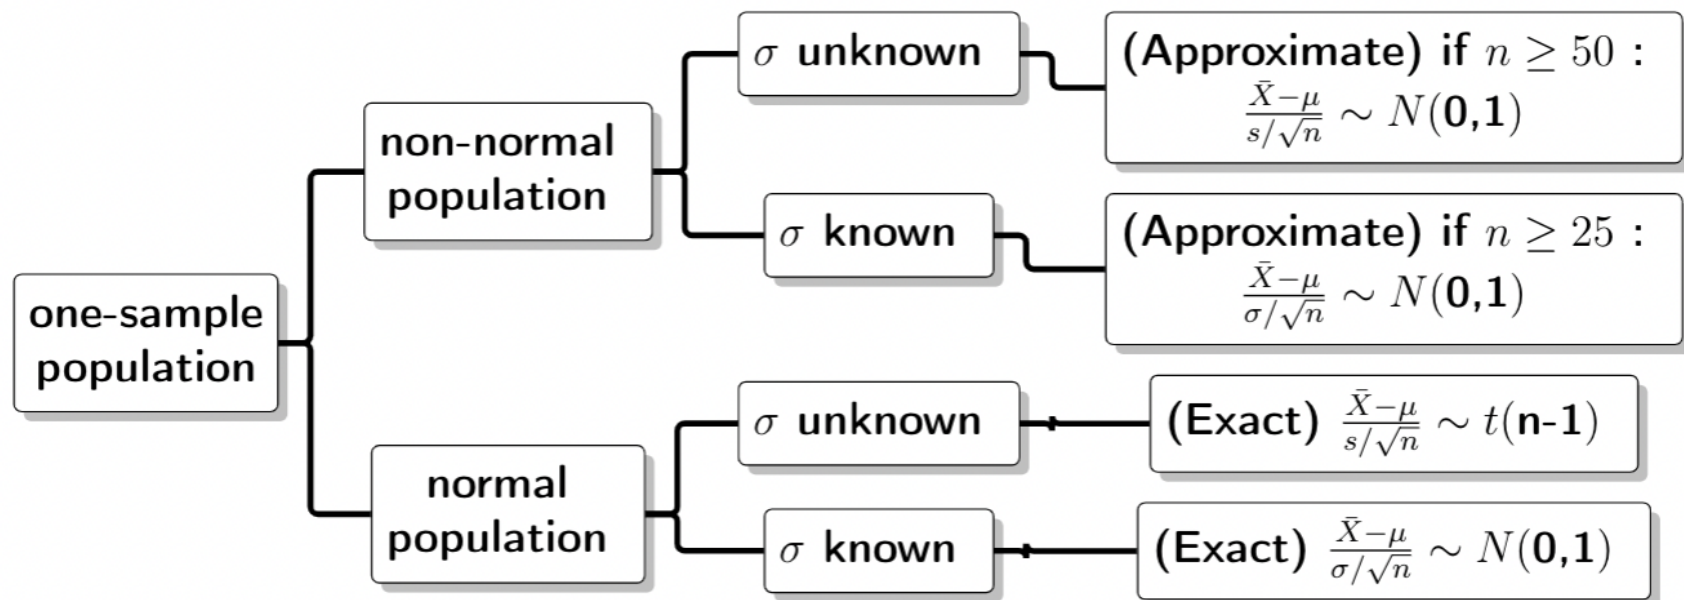 σ unknown
(Approximate) if n ≥ 50 :
X̄−μ
s/√n ∼ N(0,1)
non-normal
population
σ known
(Approximate) if n ≥ 25 :
X̄−μ
σ/√n ∼ N(0,1)
one-sample
population
σ unknown
(Exact) X̄−μ
s/√n ∼ t(n-1)
normal
population
σ known
(Exact) X̄−μ
σ/√n ∼ N(0,1)